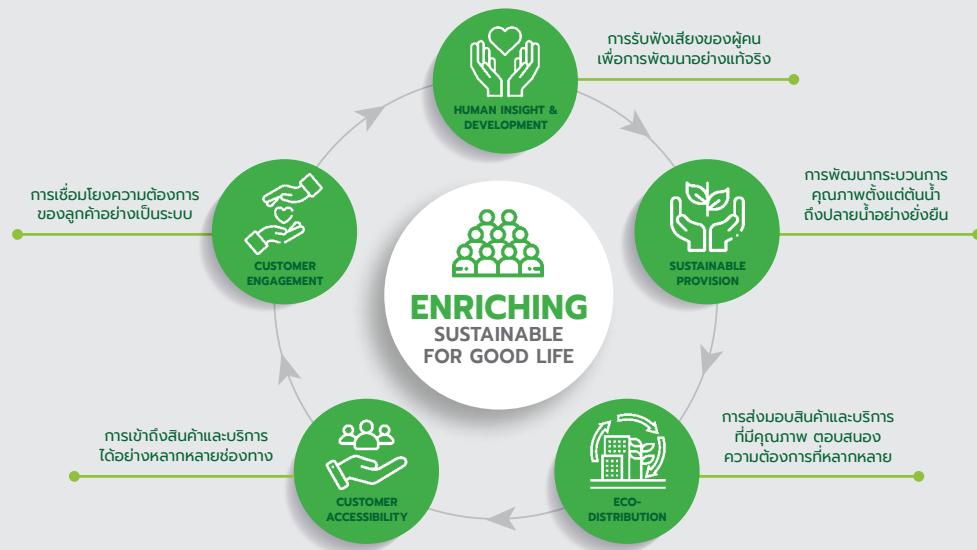 การรับฟังเสียงของผู้คน
เพื่อการพัฒนาอย่างแท้จริง
HUMAN INSIGHT &
DEVELOPMENT
การพัฒนากระบวนการ
คุณภาพตั้งแต่ต้นน้ำ
ถึงปลายน้ำอย่างยั่งยืน
SUSTAINABLE
PROVISION
การส่งมอบสินค้าและบริการ
ที่มีคุณภาพ ตอบสนอง
ความต้องการที่หลากหลาย
ECO-
DISTRIBUTION
การเข้าถึงสินค้าและบริการ
ได้อย่างหลากหลายช่องทาง
CUSTOMER
ACCESSIBILITY
การเชื่อมโยงความต้องการ
ของลูกค้าอย่างเป็นระบบ
CUSTOMER
ENGAGEMENT
ENRICHING
SUSTAINABLE
FOR GOOD LIFE